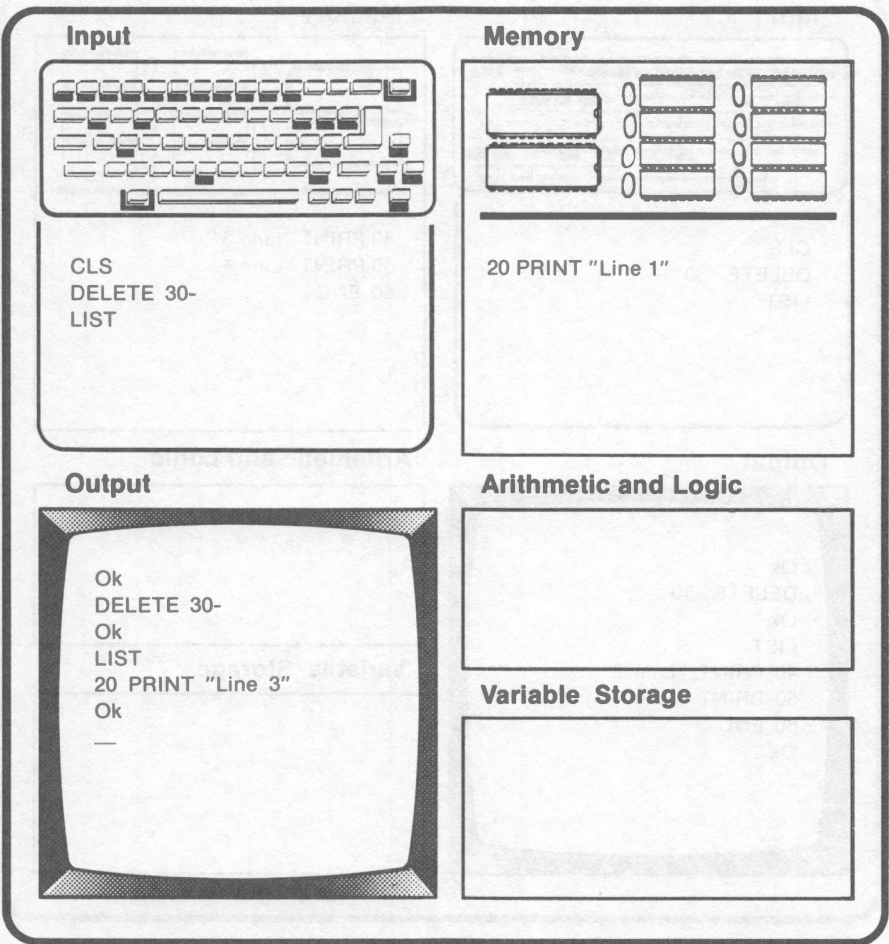 Input
CLS
DELETE 30-
LIST
Memory
20 PRINT "Line 1"
Output
Ok
DELETE 30-
Ok
LIST
20 PRINT "Line 3"
Ok
Arithmetic and Logic
Variable Storage